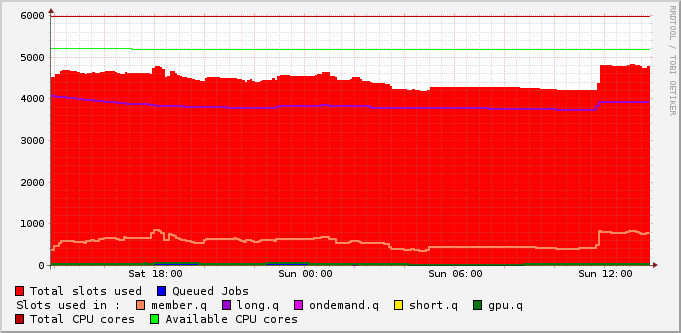 6000
5000
4000
3000
2000
1000
0
Sat 18:00 Sun 00:00 Sun 06:00 Sun 12:00
Total slots used Queued Jobs
Slots used in : member.q long.q ondemand.q short.q gpu.q
Total CPU cores Available CPU cores
RRDTOOL / TOBI OETIKER